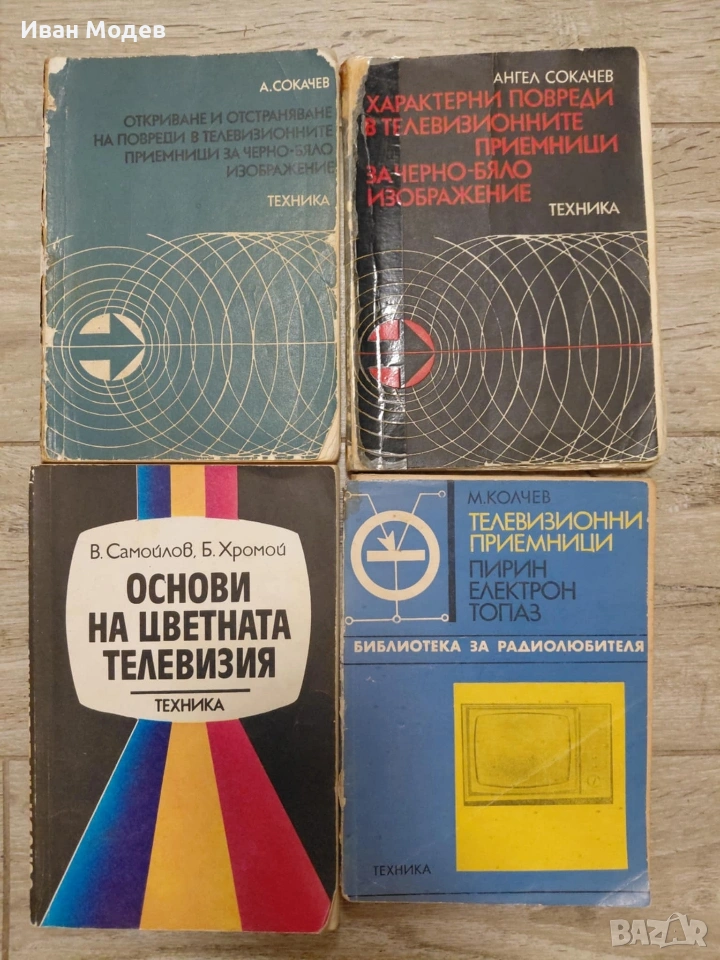 Иван Модев
А.СОКАЧЕВ
ОТКРИВАНЕ И ОТСТРАНЯВАНЕ
НА ПОВРЕДИ В ТЕЛЕВИЗИОННИТЕ
ПРИЕМНИЦИ ЗА ЧЕРНО-БЯЛО
ИЗОБРАЖЕНИЕ
ТЕХНИКА
АНГЕЛ СОКАЧЕВ
ХАРАКТЕРНИ ПОВРЕДИ
В ТЕЛЕВИЗИОННИТЕ
ПРИЕМНИЦИ
ЗА ЧЕРНО-БЯЛО
ИЗОБРАЖЕНИЕ
ТЕХНИКА
В. Самойлов, Б. Хромой
ОСНОВИ
НА ЦВЕТНАТА
ТЕЛЕВИЗИЯ
ТЕХНИКА
М.КОЛЧЕВ
ТЕЛЕВИЗИОННИ
ПРИЕМНИЦИ
ПИРИН
ЕЛЕКТРОН
ТОПАЗ
БИБЛИОТЕКА ЗА РАДИОЛЮБИТЕЛЯ
ТЕХНИКА
BAZAR